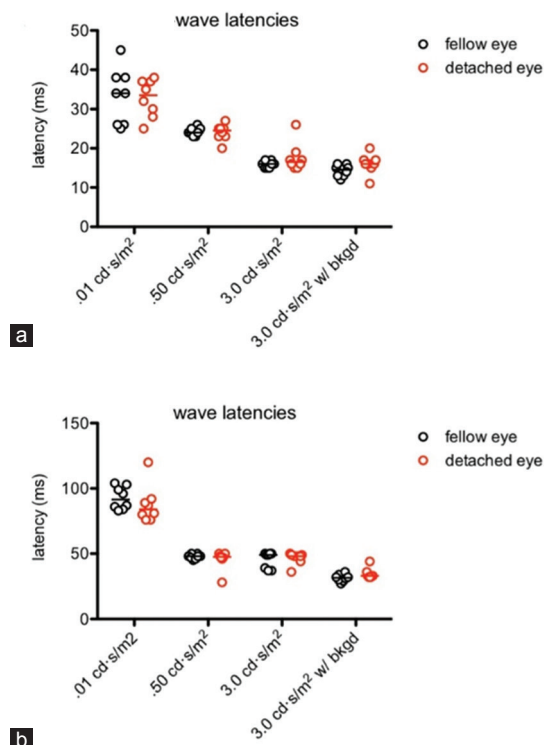 wave latencies
50
40
30
20
10
0
latency (ms)
fellow eye
detached eye
.01 cd·s/m²
.50 cd·s/m²
3.0 cd·s/m²
3.0 cd·s/m² w/ bkgd
a
wave latencies
150
100
50
0
latency (ms)
fellow eye
detached eye
.01 cd·s/m2
.50 cd·s/m²
3.0 cd·s/m²
3.0 cd·s/m² w/ bkgd
b